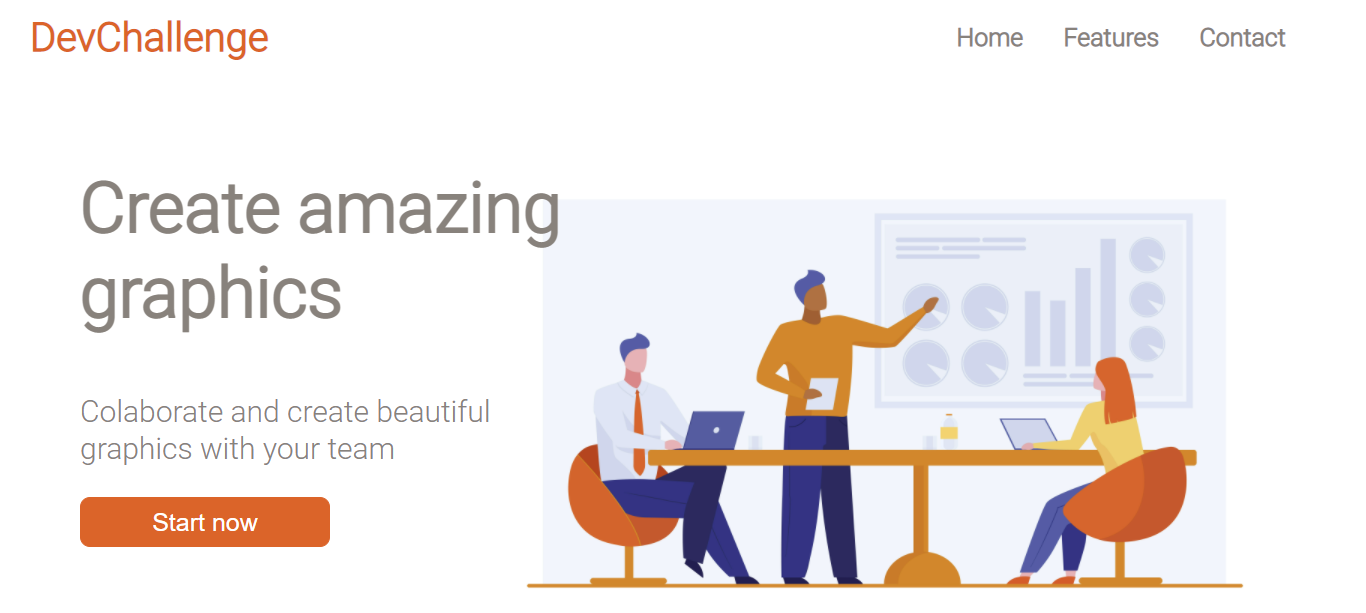 DevChallenge
Home Features Contact
Create amazing
graphics
Colaborate and create beautiful
graphics with your team
Start now